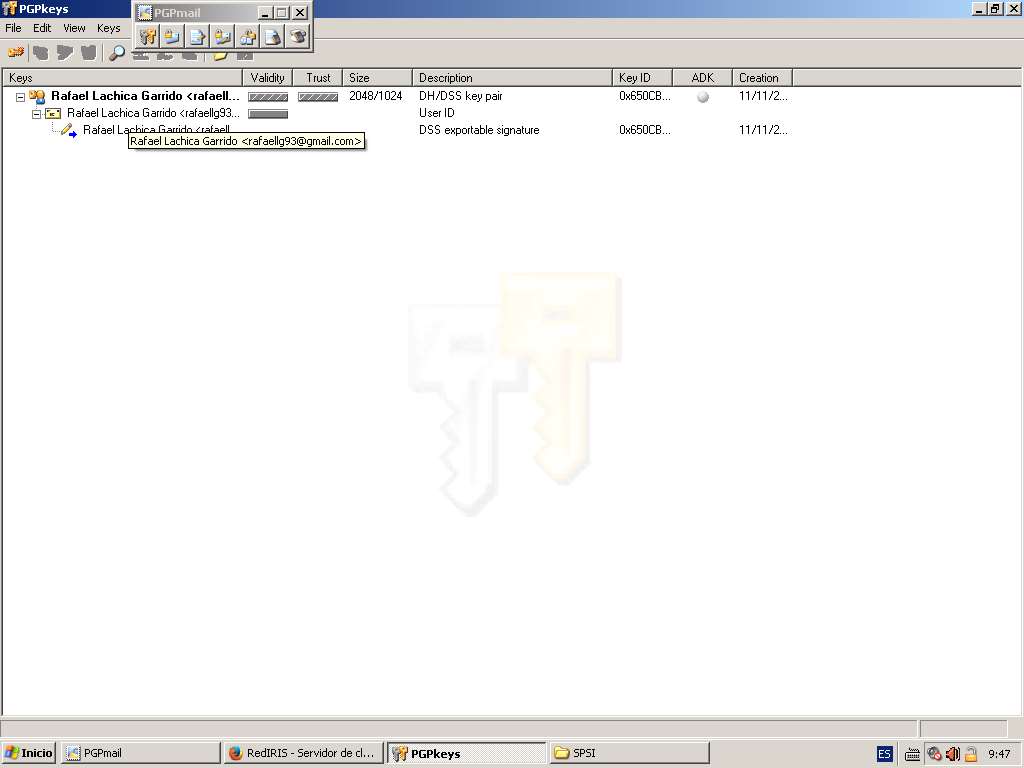 PGPkeys
PGPmail
File Edit View Keys
Keys Validity Trust Size Description Key ID ADK Creation
Rafael Lachica Garrido <rafaell... 2048/1024 DH/DSS key pair 0x650CB... 11/11/2...
Rafael Lachica Garrido <rafaellg93... User ID
Rafael Lachica Garrido <rafaell... DSS exportable signature 0x650CB... 11/11/2...
Rafael Lachica Garrido <rafaellg93@gmail.com>
Inicio PGPmail RedIRIS - Servidor de cl... PGPkeys SPSI ES 9:47